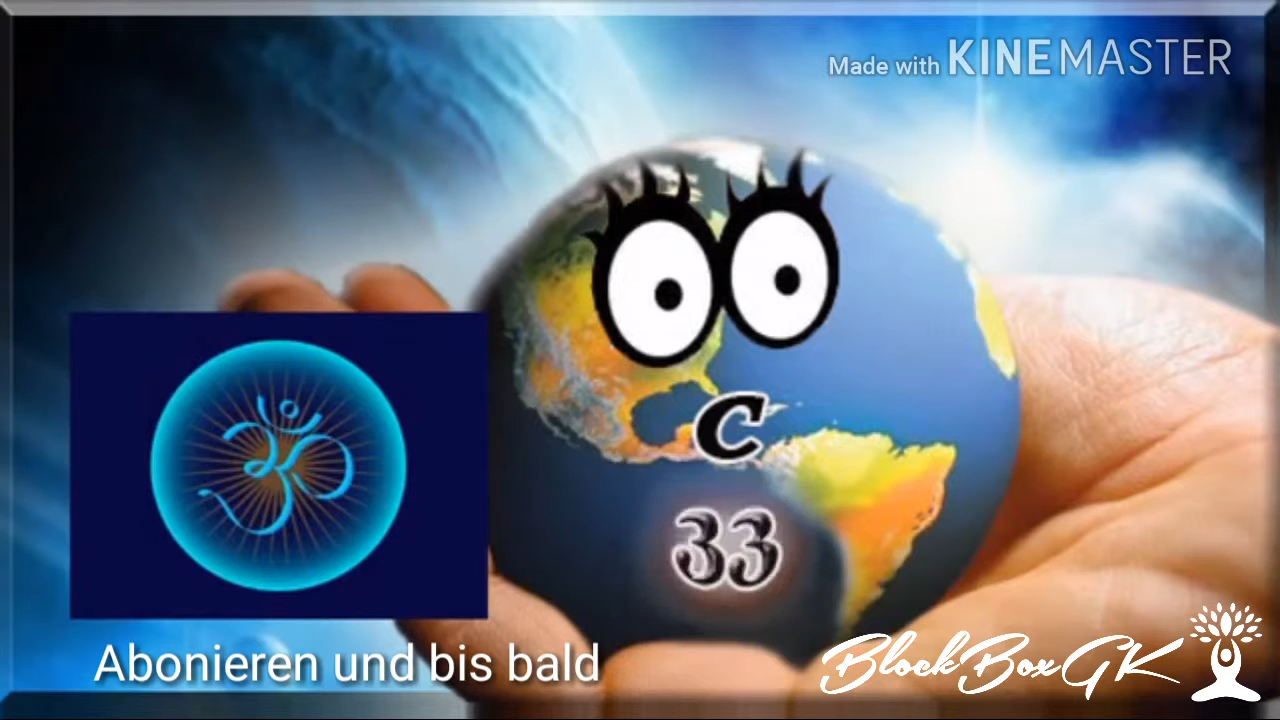 Made with KINEMASTER
ॐ
C
33
Abonieren und bis bald
BlockBoxGK